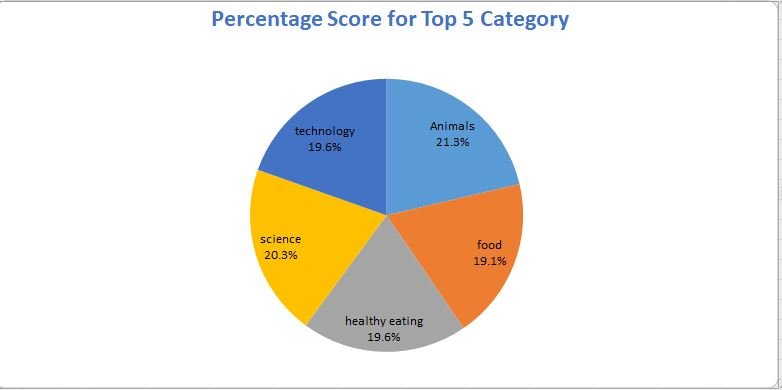 Percentage Score for Top 5 Category
technology
19.6%
Animals
21.3%
science
20.3%
food
19.1%
healthy eating
19.6%